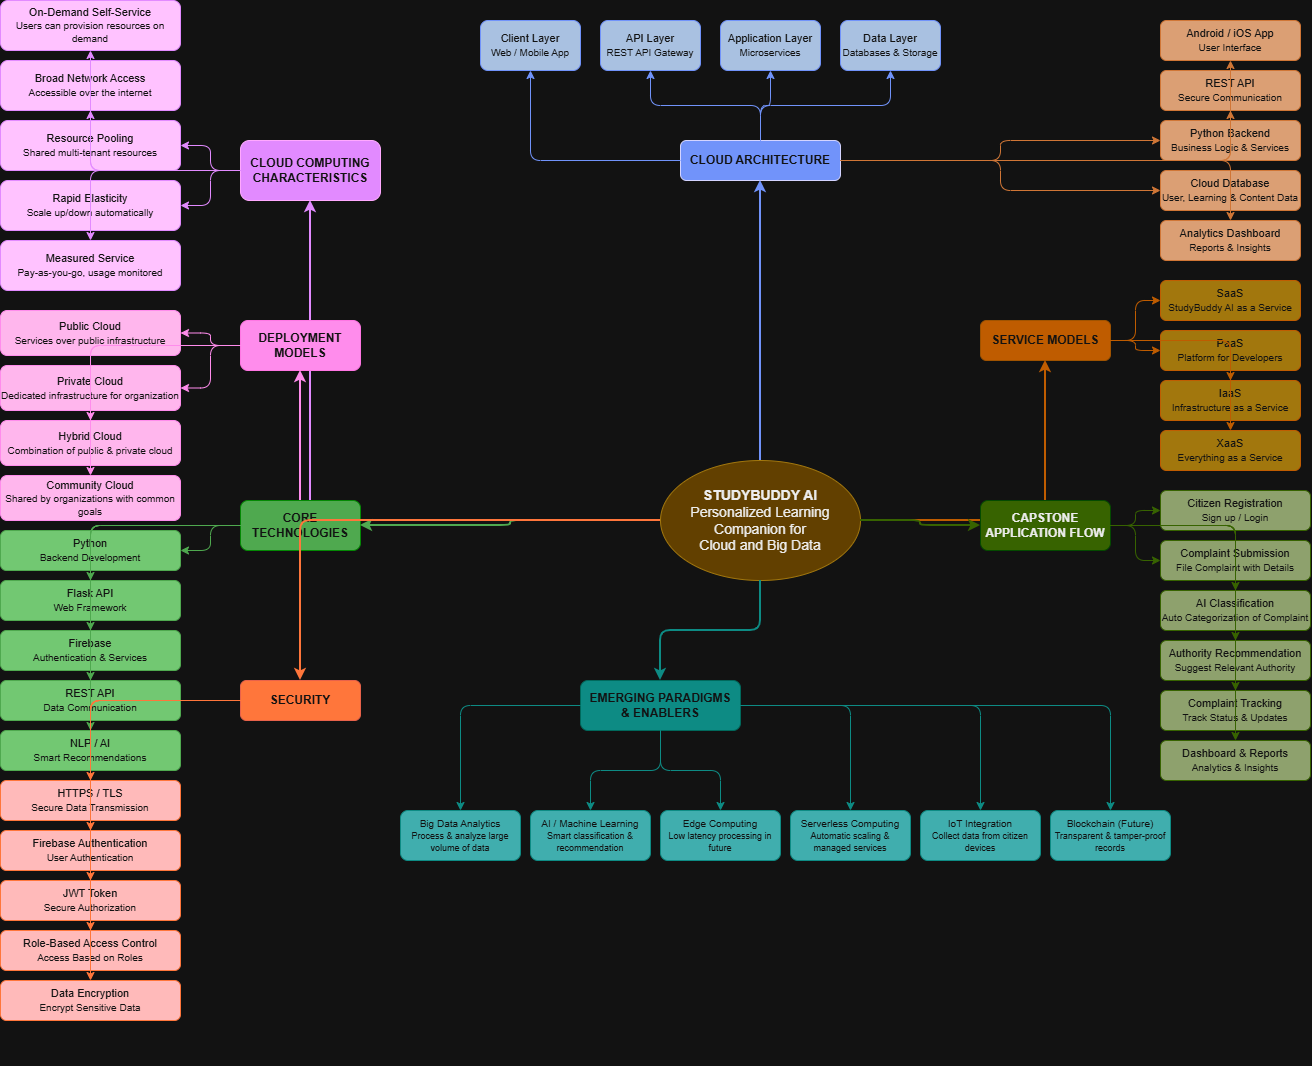 On-Demand Self-Service
Users can provision resources on
demand
Broad Network Access
Accessible over the internet
Resource Pooling
Shared multi-tenant resources
Rapid Elasticity
Scale up/down automatically
Measured Service
Pay-as-you-go, usage monitored
CLOUD COMPUTING
CHARACTERISTICS
Public Cloud
Services over public infrastructure
Private Cloud
Dedicated infrastructure for organization
Hybrid Cloud
Combination of public & private cloud
Community Cloud
Shared by organizations with common
goals
DEPLOYMENT
MODELS
Python
Backend Development
Flask API
Web Framework
Firebase
Authentication & Services
REST API
Data Communication
NLP / AI
Smart Recommendations
CORE
TECHNOLOGIES
HTTPS / TLS
Secure Data Transmission
Firebase Authentication
User Authentication
JWT Token
Secure Authorization
Role-Based Access Control
Access Based on Roles
Data Encryption
Encrypt Sensitive Data
SECURITY
Client Layer
Web / Mobile App
API Layer
REST API Gateway
Application Layer
Microservices
Data Layer
Databases & Storage
CLOUD ARCHITECTURE
STUDYBUDDY AI
Personalized Learning
Companion for
Cloud and Big Data
EMERGING PARADIGMS
& ENABLERS
Big Data Analytics
Process & analyze large
volume of data
AI / Machine Learning
Smart classification &
recommendation
Edge Computing
Low latency processing in
future
Serverless Computing
Automatic scaling &
managed services
IoT Integration
Collect data from citizen
devices
Blockchain (Future)
Transparent & tamper-proof
records
Android / iOS App
User Interface
REST API
Secure Communication
Python Backend
Business Logic & Services
Cloud Database
User, Learning & Content Data
Analytics Dashboard
Reports & Insights
SERVICE MODELS
SaaS
StudyBuddy AI as a Service
PaaS
Platform for Developers
IaaS
Infrastructure as a Service
XaaS
Everything as a Service
CAPSTONE
APPLICATION FLOW
Citizen Registration
Sign up / Login
Complaint Submission
File Complaint with Details
AI Classification
Auto Categorization of Complaint
Authority Recommendation
Suggest Relevant Authority
Complaint Tracking
Track Status & Updates
Dashboard & Reports
Analytics & Insights